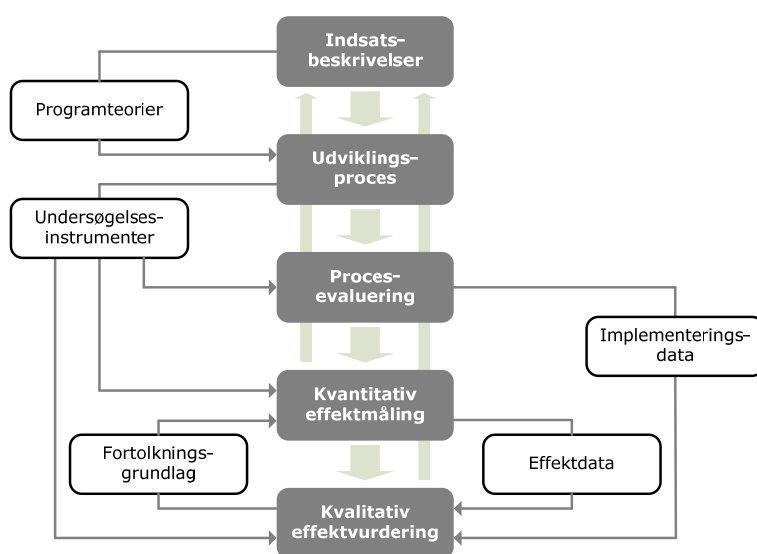 Indsats–
beskrivelser
Programteorier
Udviklings–
proces
Undersøgelses-
instrumenter
Proces-
evaluering
Implementerings-
data
Kvantitativ
effektmåling
Fortolknings-
grundlag
Effektdata
Kvalitativ
effektvurdering